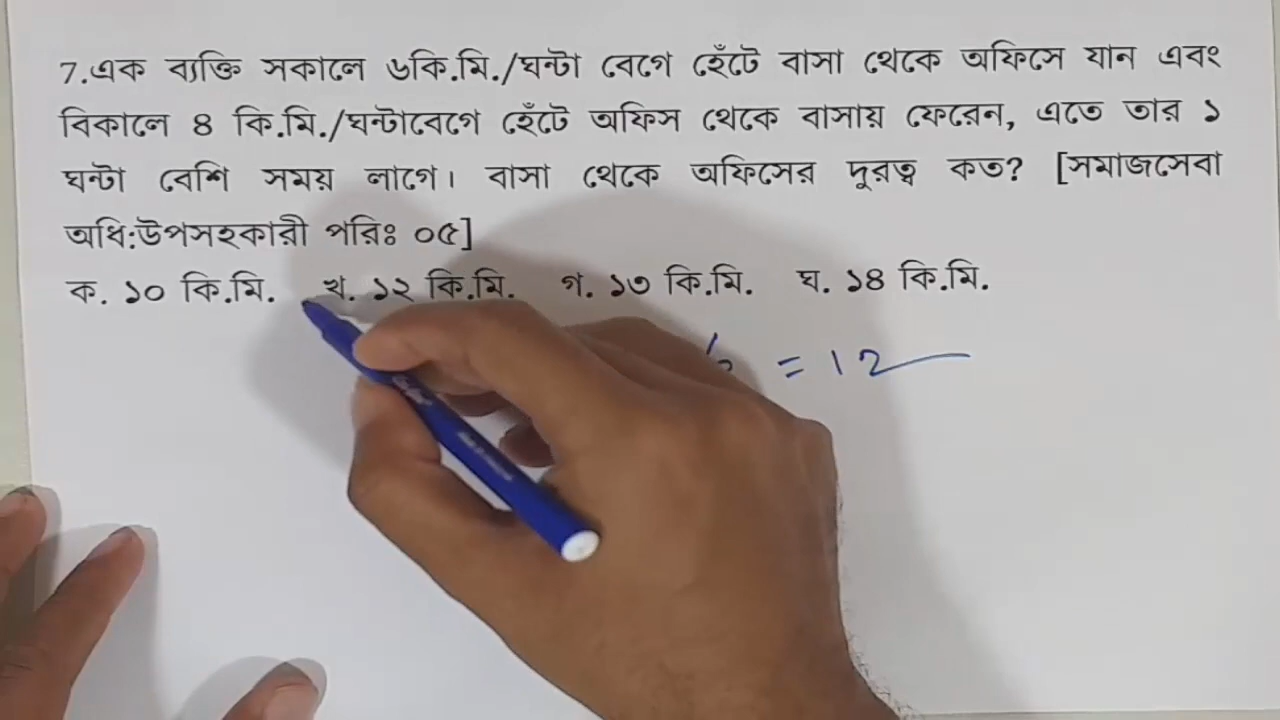 7.এক ব্যক্তি সকালে ৬কি.মি./ঘন্টা বেগে হেঁটে বাসা থেকে অফিসে যান এবং
বিকালে ৪ কি.মি./ঘন্টাবেগে হেঁটে অফিস থেকে বাসায় ফেরেন, এতে তার ১
ঘন্টা বেশি সময় লাগে। বাসা থেকে অফিসের দুরত্ব কত? [সমাজসেবা
অধি:উপসহকারী পরিঃ ০৫]
ক. ১০ কি.মি. খ. ১২ কি.মি. গ. ১৩ কি.মি. ঘ. ১৪ কি.মি.
= 12